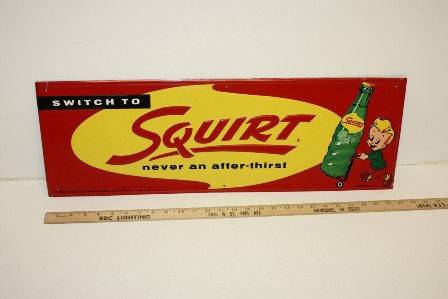 SWITCH TO
SQUIRT
never an after-thirst
SQUIRT
BBC LIGHTING